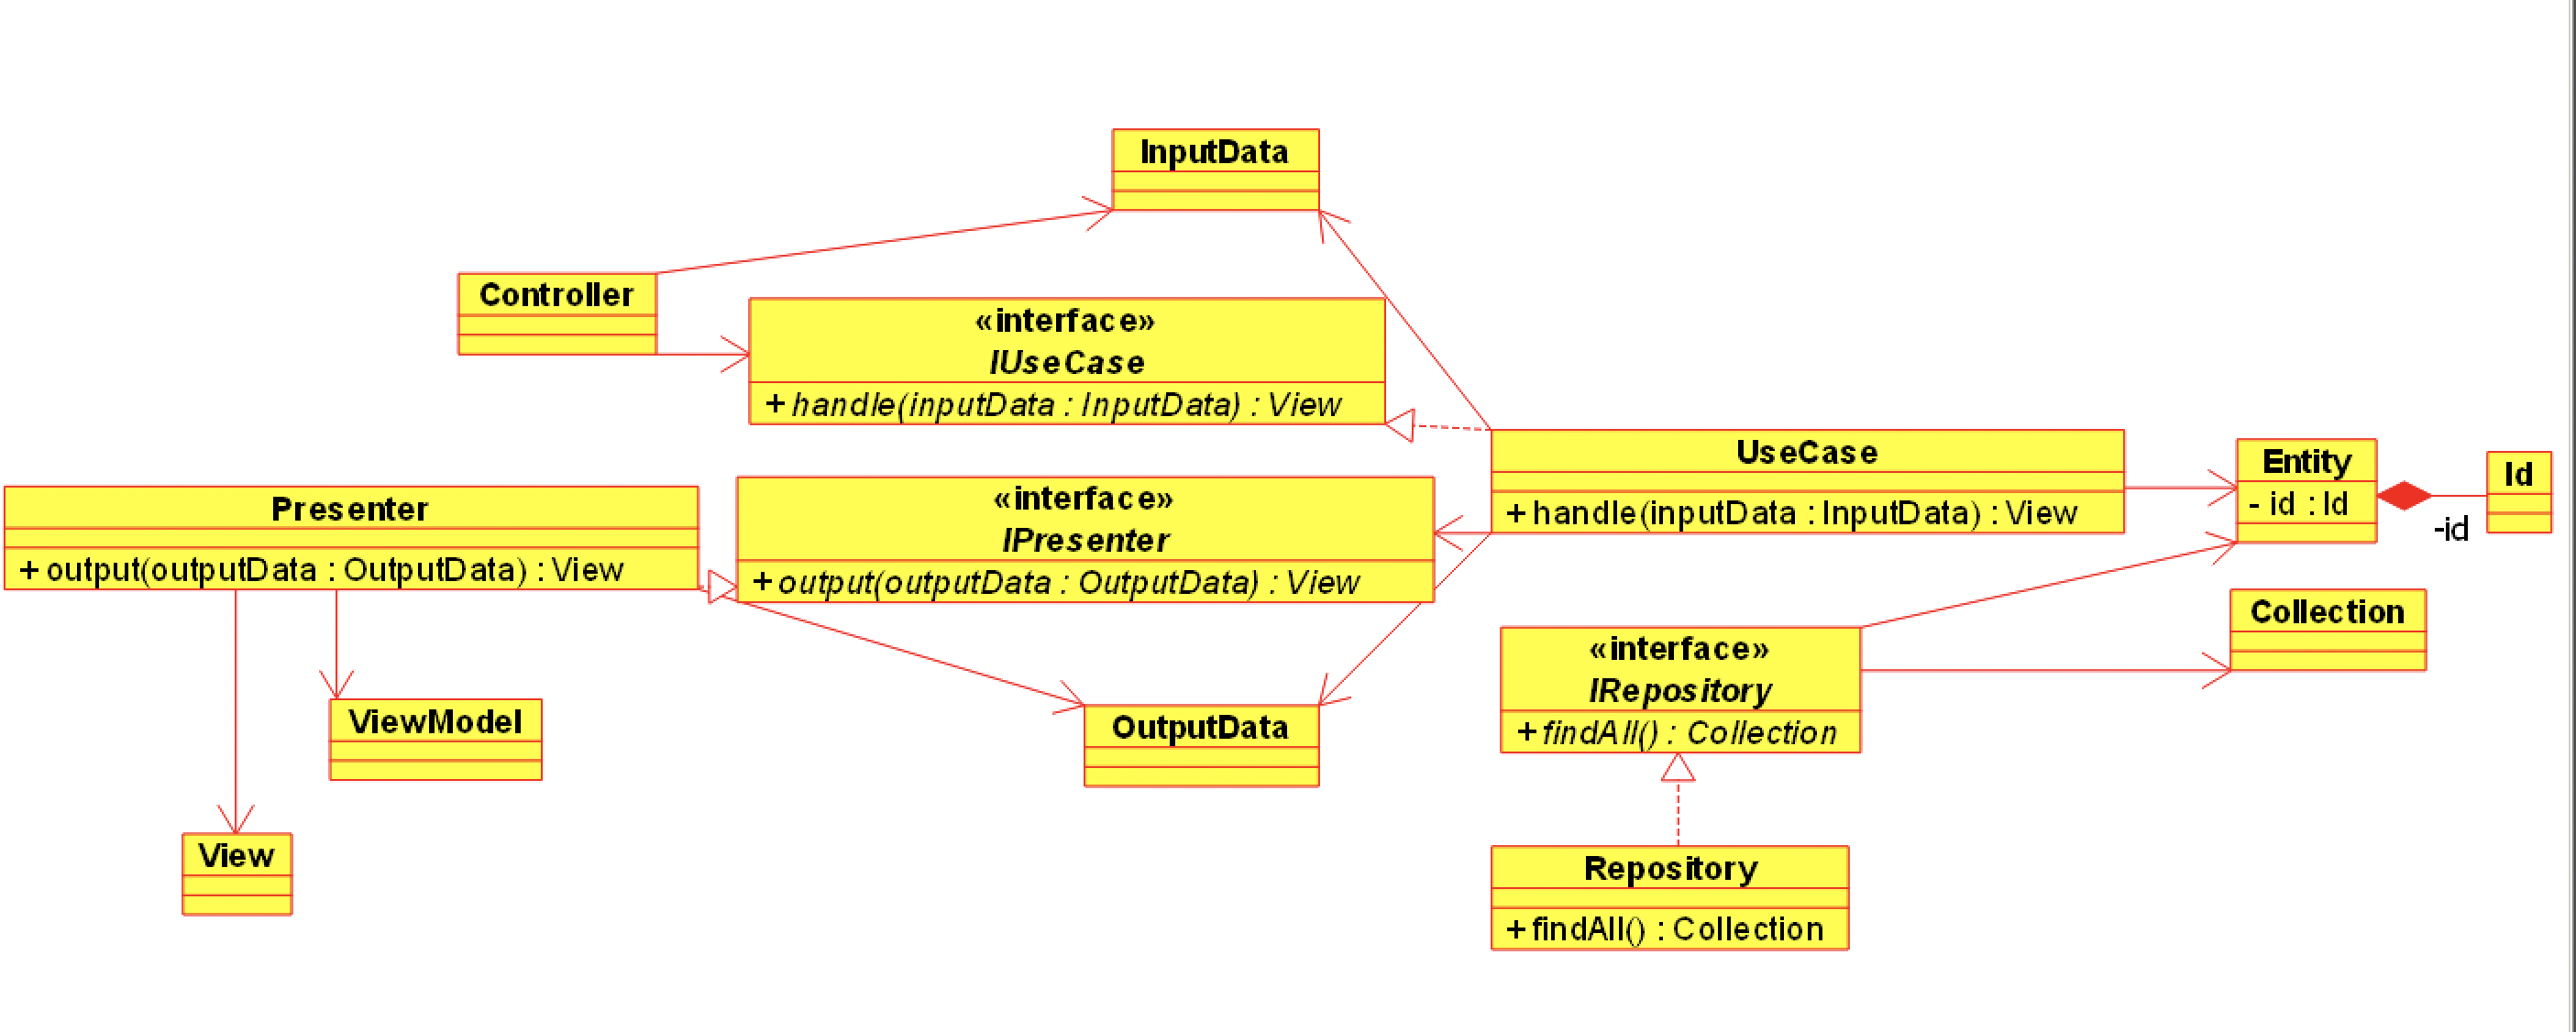 InputData
Controller
«interface»
IUseCase
+ handle(inputData : InputData) : View
UseCase
+ handle(inputData : InputData) : View
Entity
- id : Id
Id
-id
Presenter
+ output(outputData : OutputData) : View
«interface»
IPresenter
+ output(outputData : OutputData) : View
Collection
«interface»
IRepository
+ findAll() : Collection
ViewModel
OutputData
View
Repository
+ findAll() : Collection